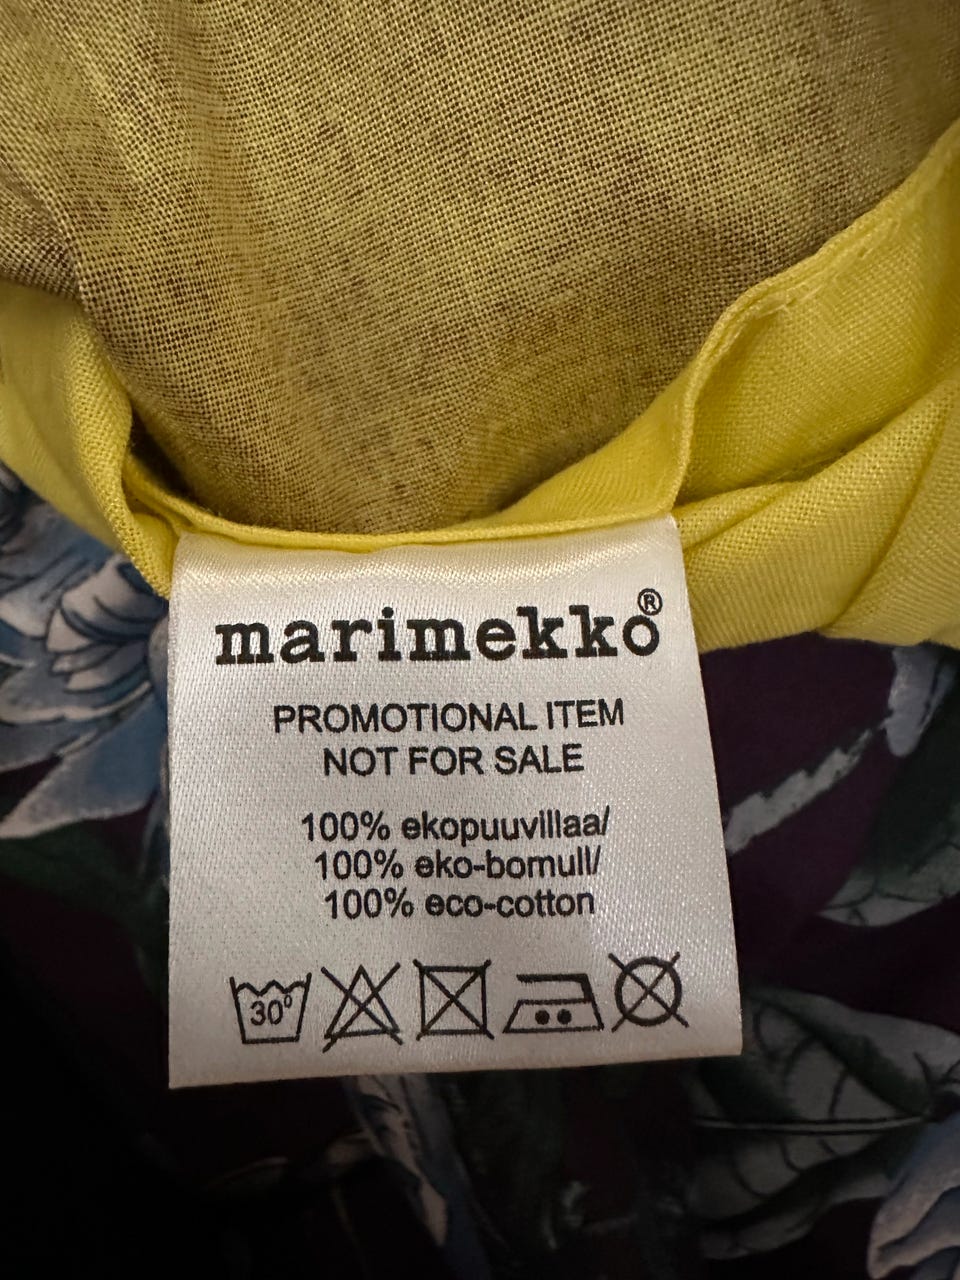 marimekko®
PROMOTIONAL ITEM
NOT FOR SALE
100% ekopuuvillaa/
100% eko-bomull/
100% eco-cotton
30°